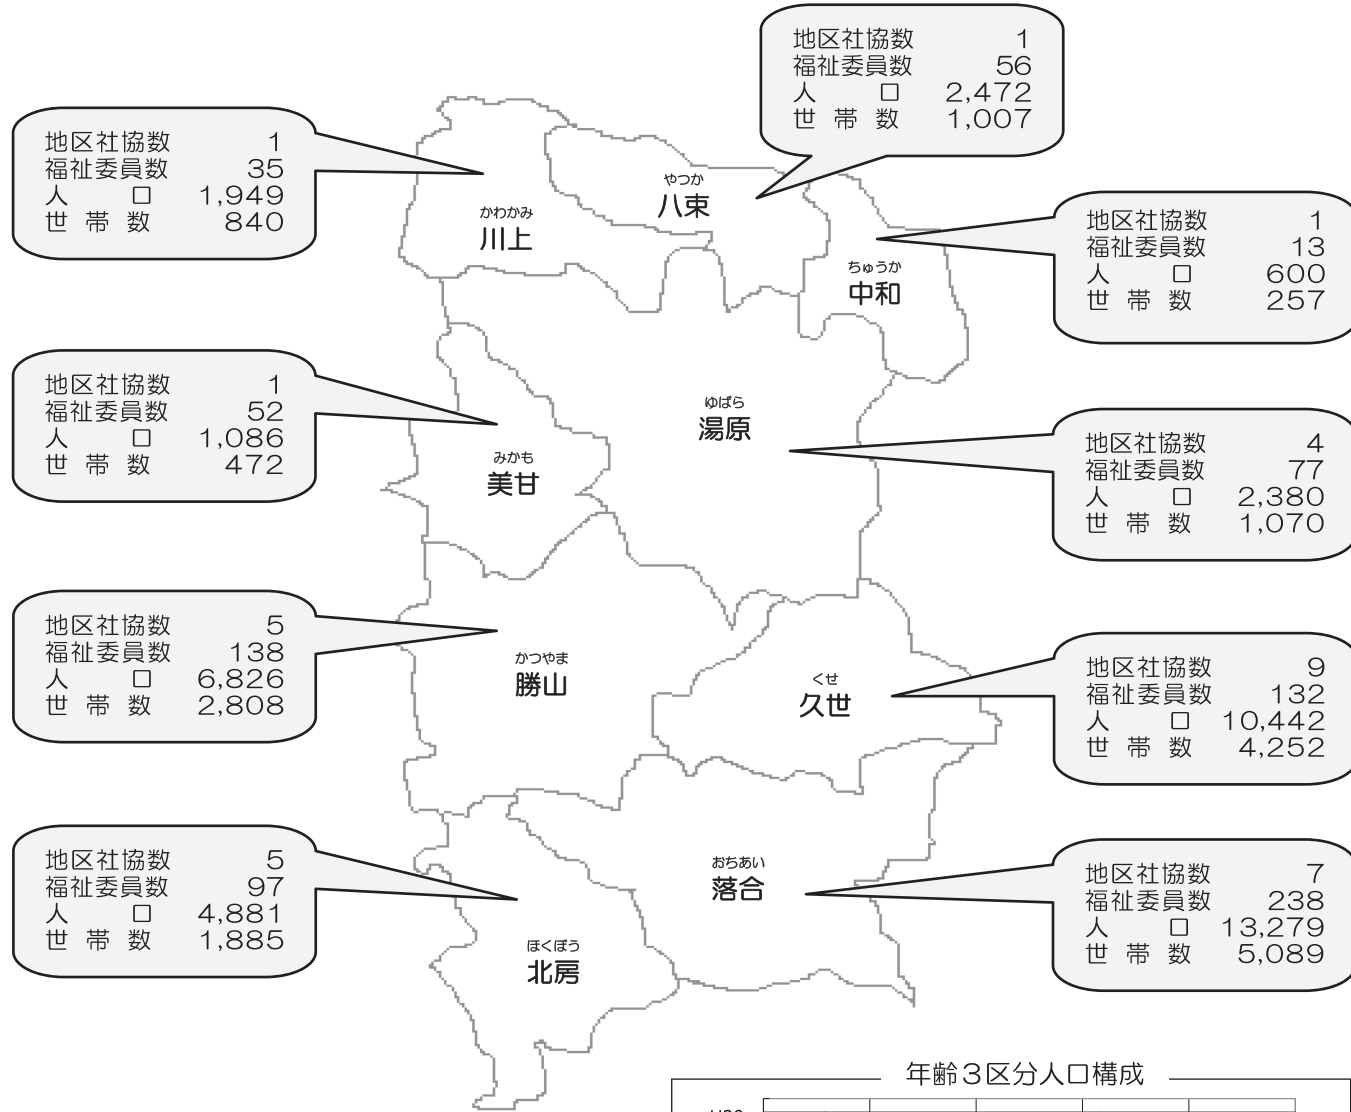 地区社協数 1
福祉委員数 56
人口 2,472
世帯数 1,007
地区社協数 1
福祉委員数 35
人口 1,949
世帯数 840
やつか
八束
かわかみ
川上
地区社協数 1
福祉委員数 13
人口 600
世帯数 257
ちゅうか
中和
地区社協数 1
福祉委員数 52
人口 1,086
世帯数 472
みかも
美甘
ゆばら
湯原
地区社協数 4
福祉委員数 77
人口 2,380
世帯数 1,070
地区社協数 5
福祉委員数 138
人口 6,826
世帯数 2,808
かつやま
勝山
くせ
久世
地区社協数 9
福祉委員数 132
人口 10,442
世帯数 4,252
地区社協数 5
福祉委員数 97
人口 4,881
世帯数 1,885
ほくぼう
北房
おちあい
落合
地区社協数 7
福祉委員数 238
人口 13,279
世帯数 5,089
年齢3区分人口構成